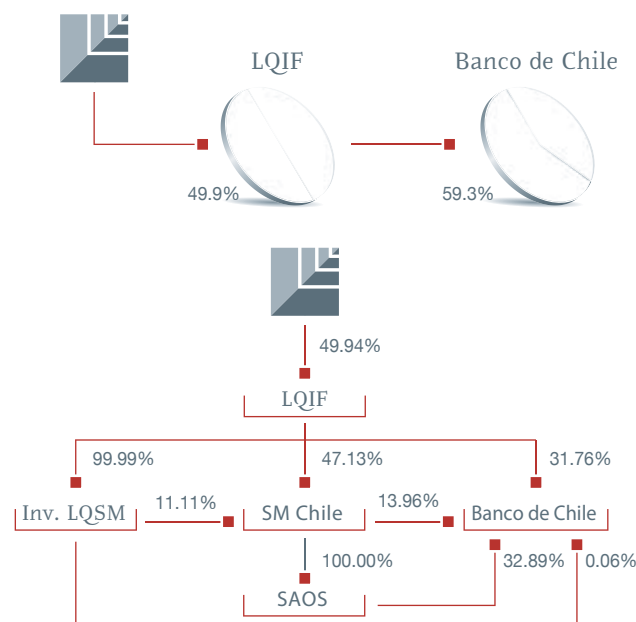 LQIF Banco de Chile
49.9% 59.3%
49.94%
LQIF
99.99% 47.13% 31.76%
Inv. LQSM 11.11% SM Chile 13.96% Banco de Chile
100.00% 32.89% 0.06%
SAOS